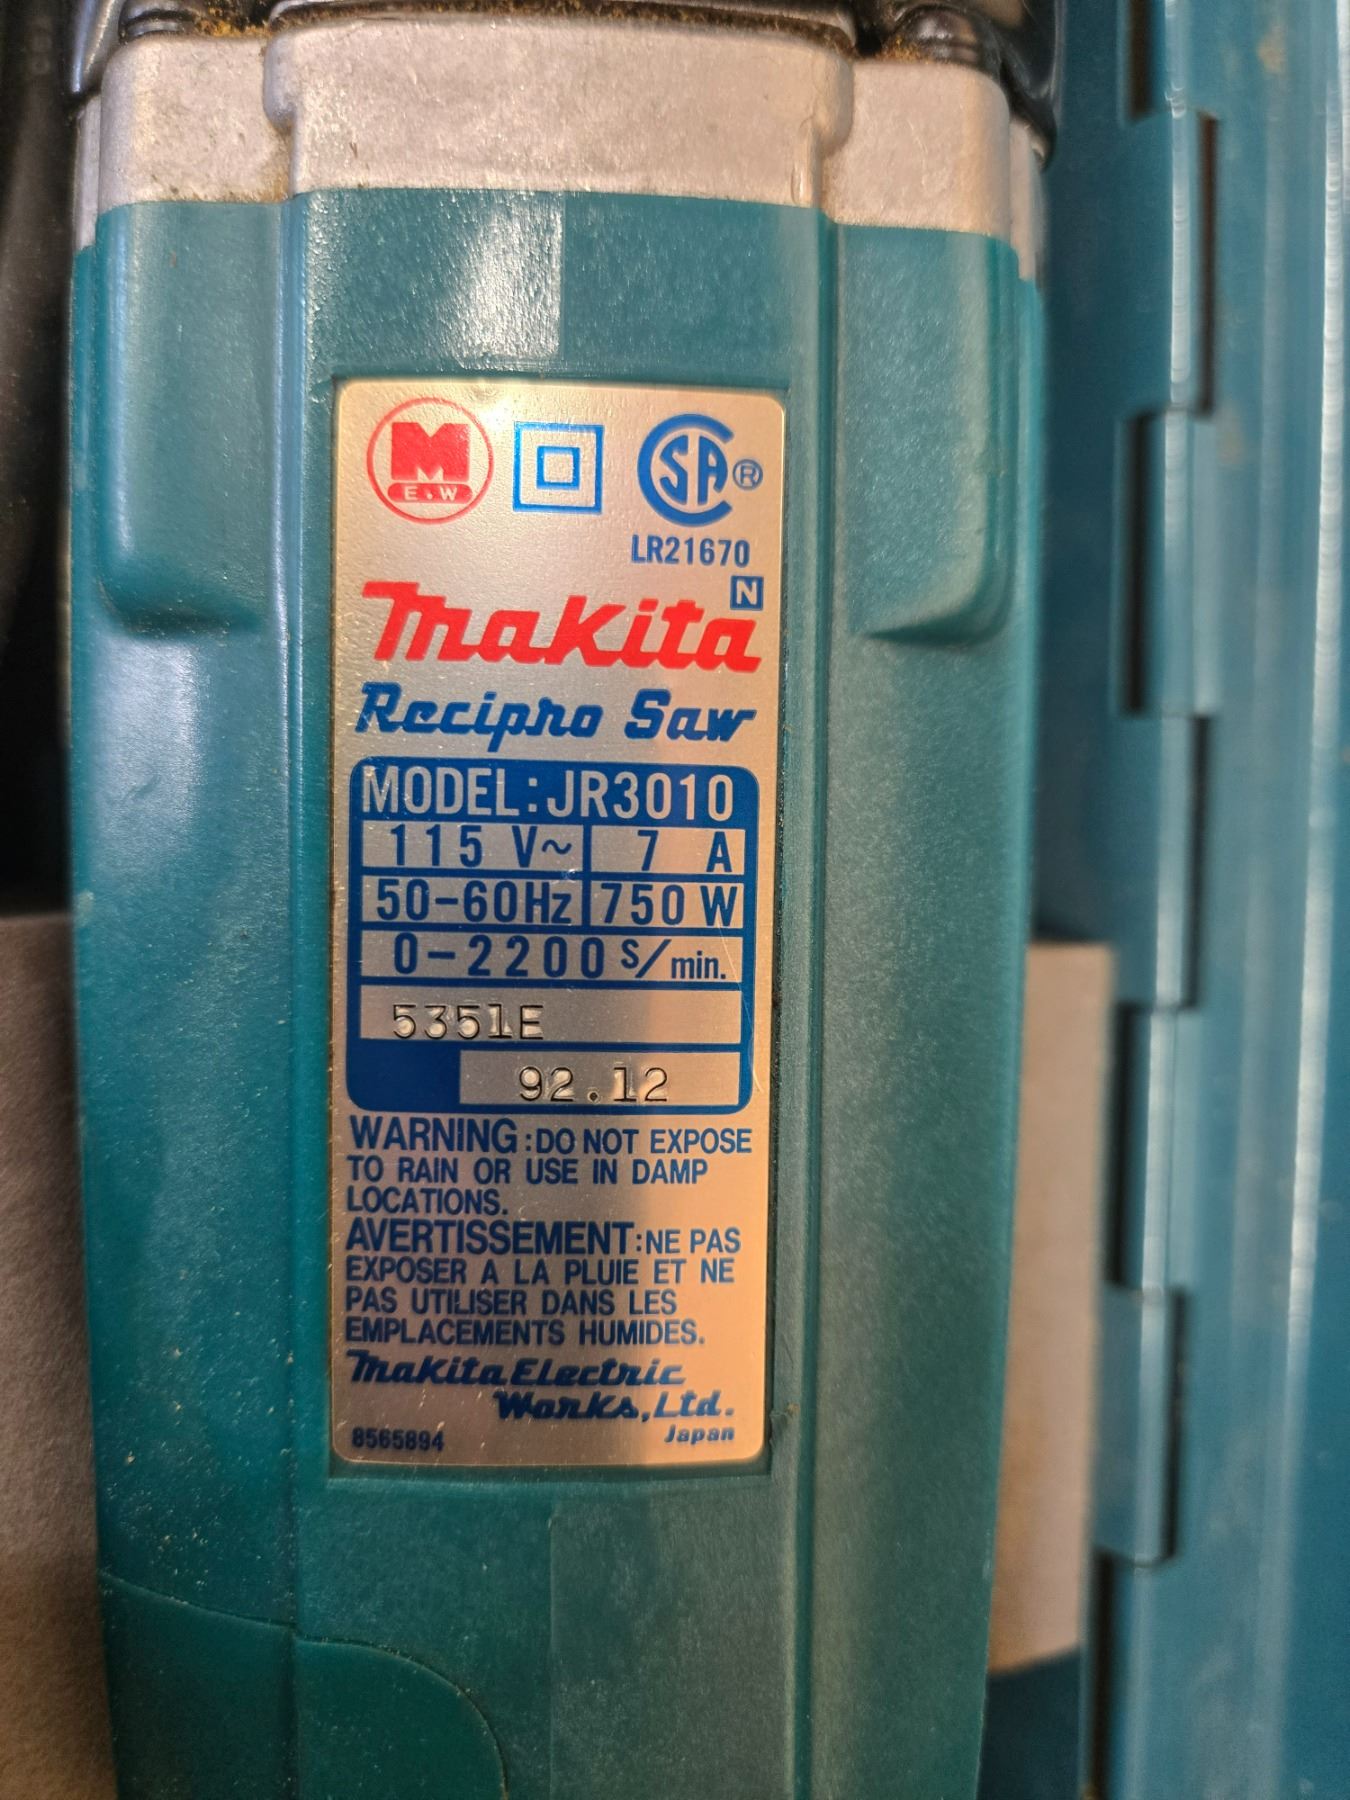 M
E & W
SA®
LR21670
N
makita
Recipro Saw
MODEL:JR3010
115 V~ 7 A
50-60Hz 750 W
0-2200 S/min.
5351E
92.12
WARNING:DO NOT EXPOSE
TO RAIN OR USE IN DAMP
LOCATIONS.
AVERTISSEMENT:NE PAS
EXPOSER A LA PLUIE ET NE
PAS UTILISER DANS LES
EMPLACEMENTS HUMIDES.
Makita Electric
Works, Ltd.
8565894 Japan